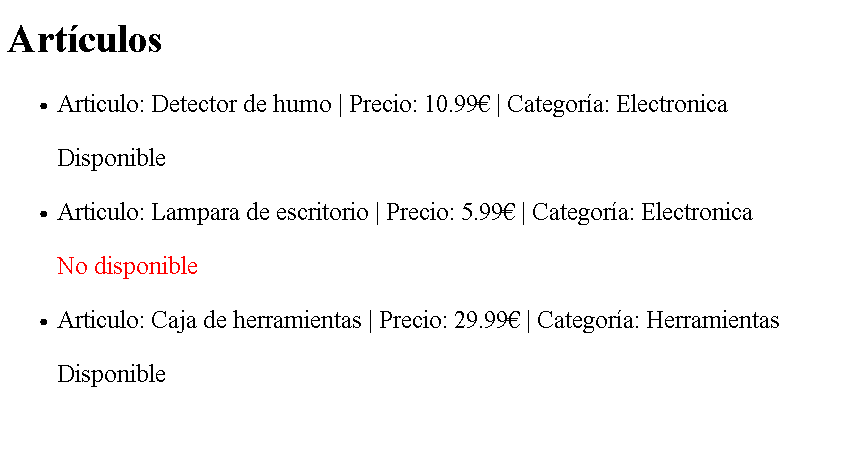 Artículos
Articulo: Detector de humo | Precio: 10.99€ | Categoría: Electronica
Disponible
Articulo: Lampara de escritorio | Precio: 5.99€ | Categoría: Electronica
No disponible
Articulo: Caja de herramientas | Precio: 29.99€ | Categoría: Herramientas
Disponible